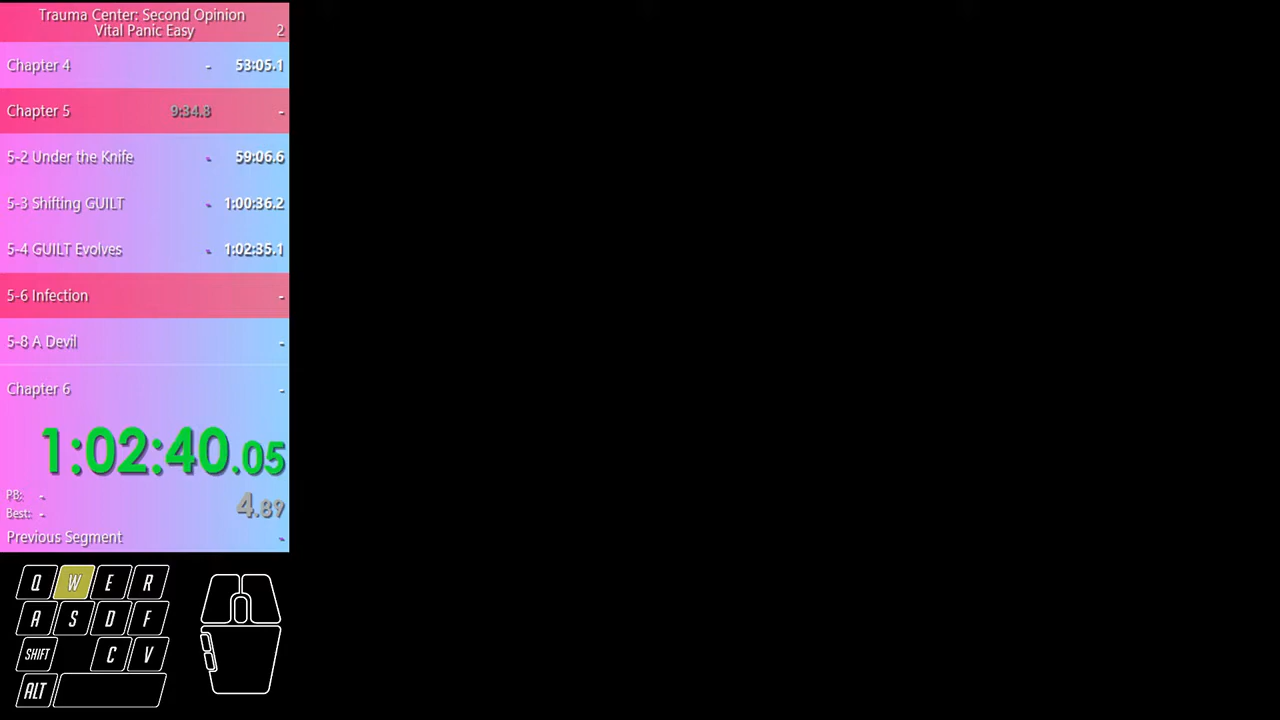 Trauma Center: Second Opinion
Vital Panic Easy 2
Chapter 4 - 53:05.1
Chapter 5 9:34.8 -
5-2 Under the Knife - 59:06.6
5-3 Shifting GUILT - 1:00:36.2
5-4 GUILT Evolves - 1:02:35.1
5-6 Infection -
5-8 A Devil -
Chapter 6 -
1:02:40.05
PB: - 4.89
Best: -
Previous Segment -
Q W E R
A S D F
SHIFT C V
ALT